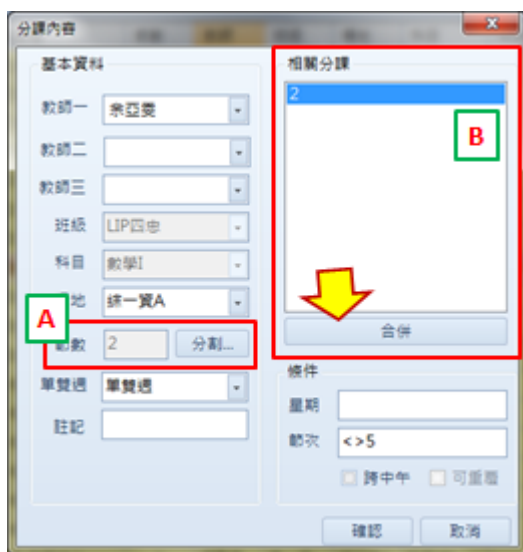 分課內容
基本資料
教師一 余亞雯
教師二
教師三
班級 LIP四忠
科目 數學I
地 綜一資A
A
節數 2 分割...
單雙週 單雙週
註記
相關分課
2
B
合併
條件
星期
節次 <>5
跨中午 可重覆
確認 取消